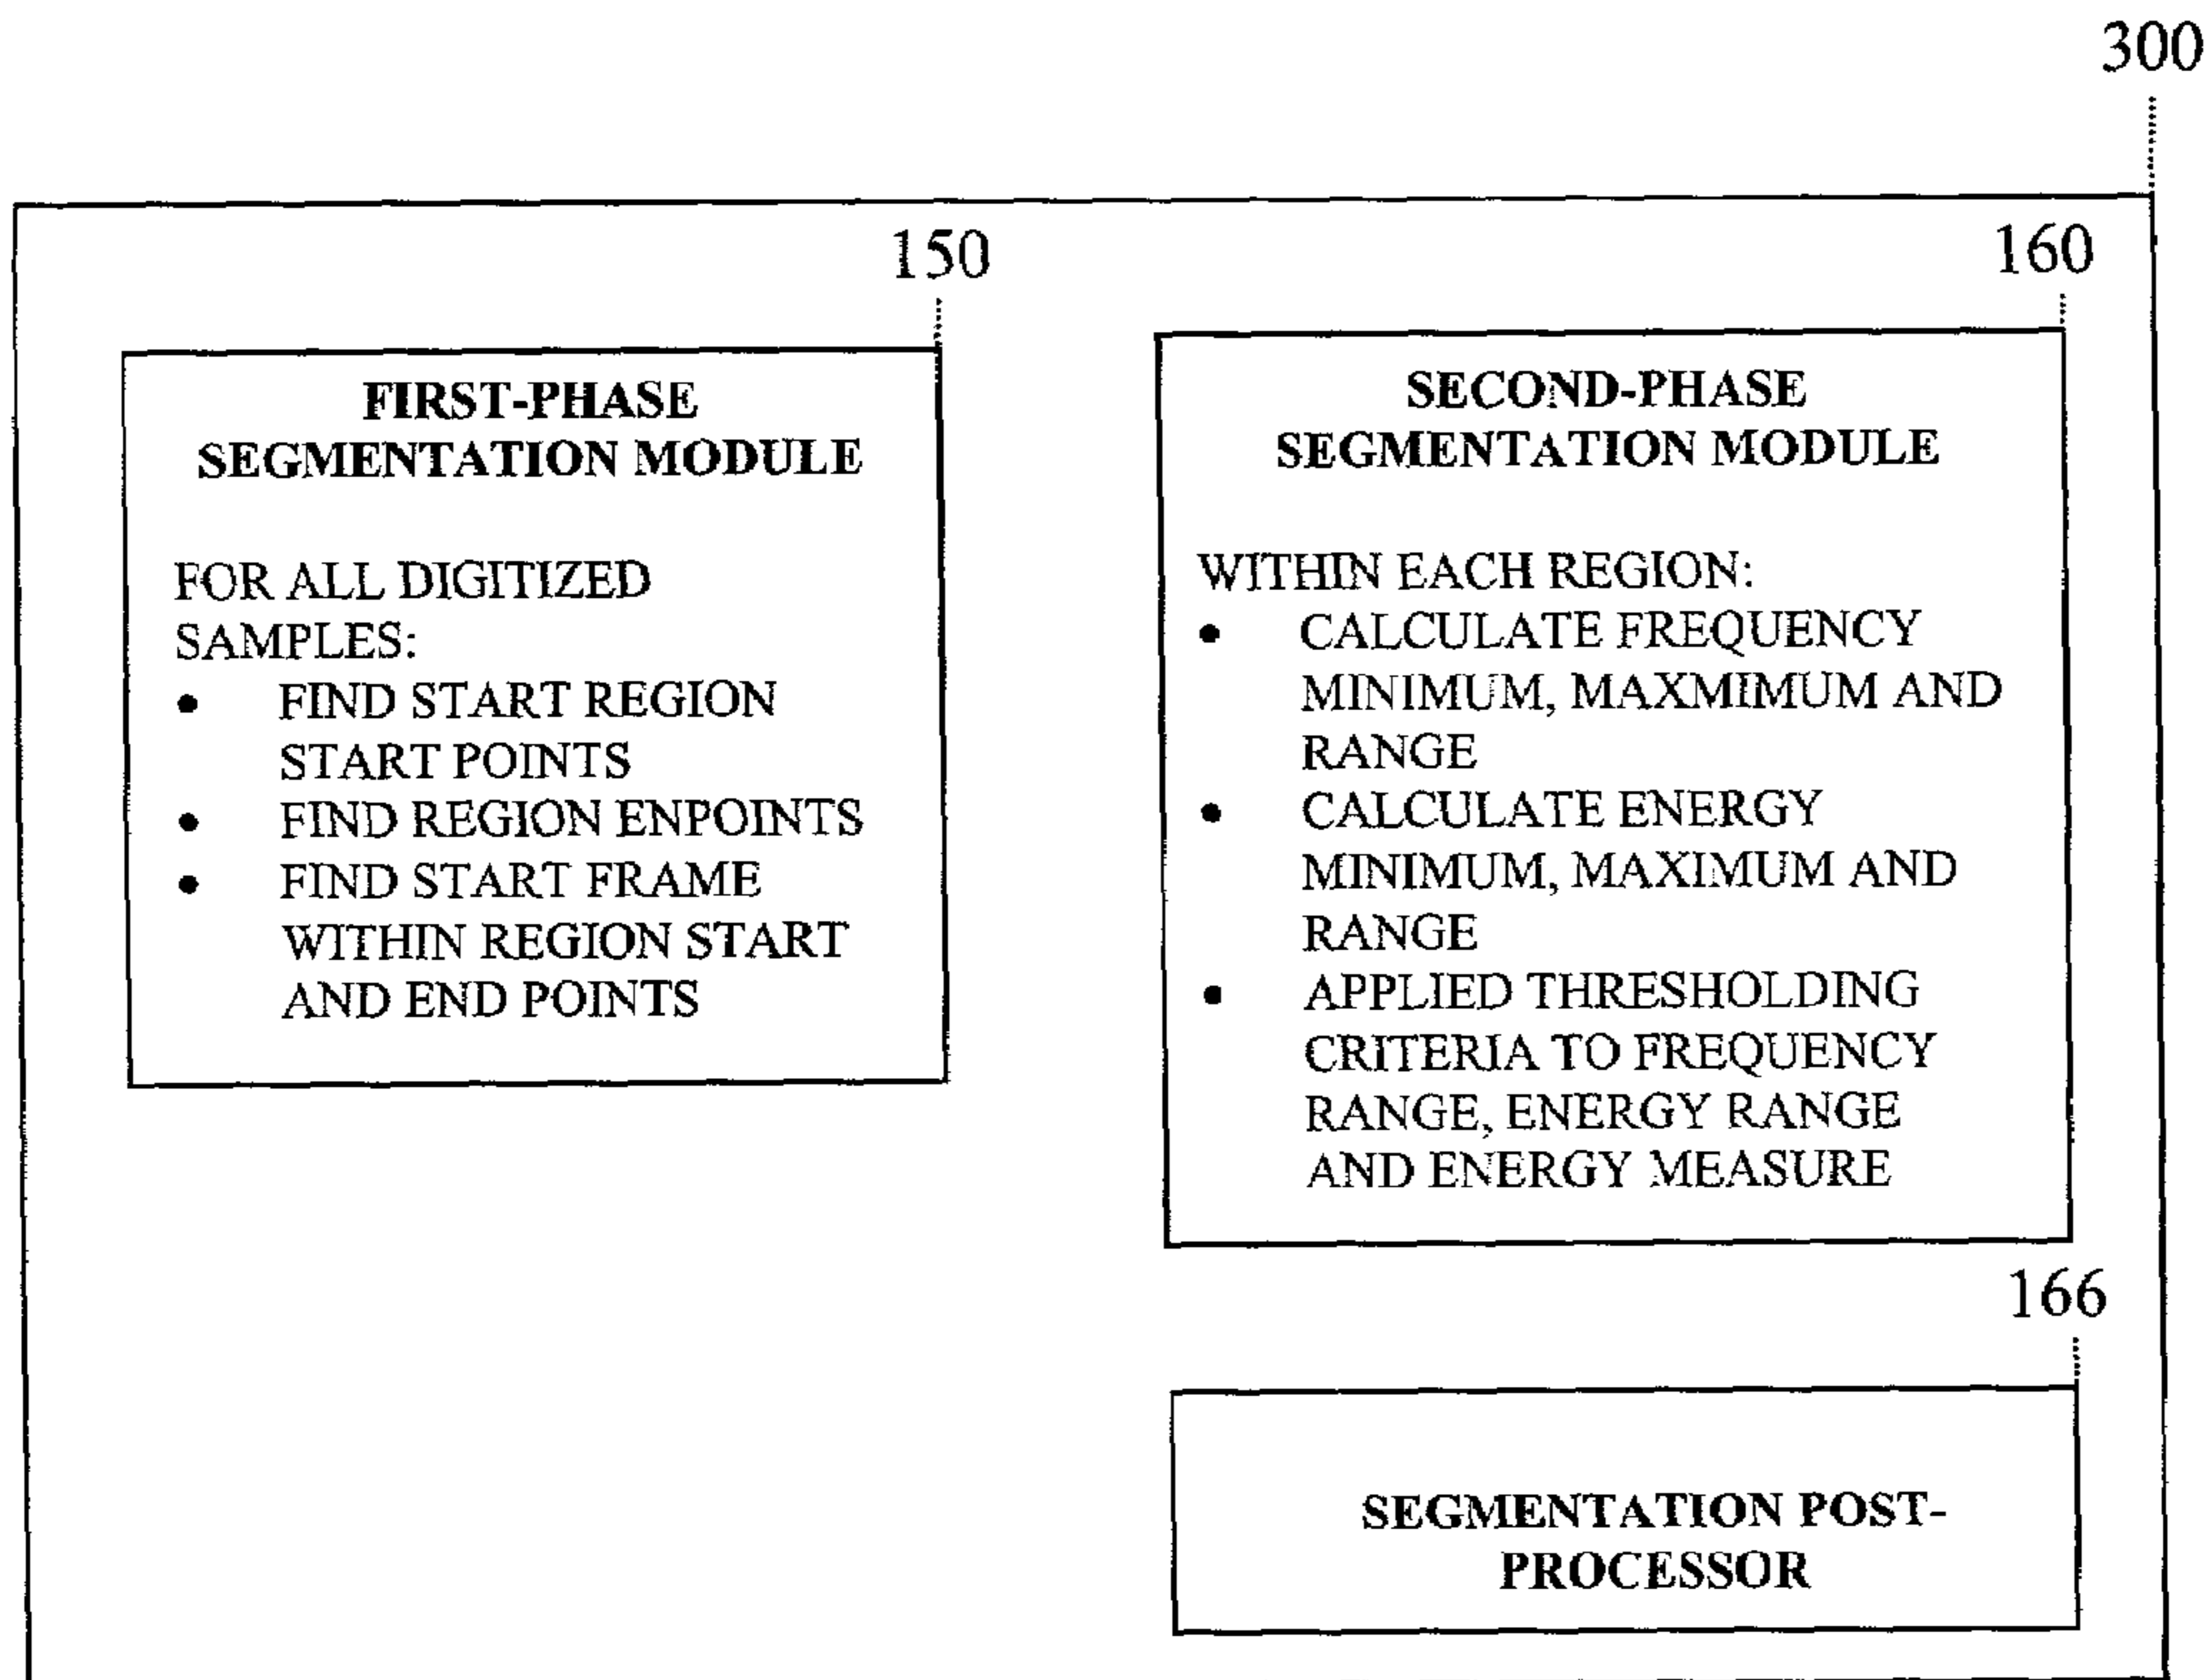 300
150
FIRST-PHASE
SEGMENTATION MODULE
FOR ALL DIGITIZED
SAMPLES:
• FIND START REGION
START POINTS
• FIND REGION ENPOINTS
• FIND START FRAME
WITHIN REGION START
AND END POINTS
160
SECOND-PHASE
SEGMENTATION MODULE
WITHIN EACH REGION:
• CALCULATE FREQUENCY
MINIMUM, MAXMIMUM AND
RANGE
• CALCULATE ENERGY
MINIMUM, MAXIMUM AND
RANGE
• APPLIED THRESHOLDING
CRITERIA TO FREQUENCY
RANGE, ENERGY RANGE
AND ENERGY MEASURE
166
SEGMENTATION POST-
PROCESSOR